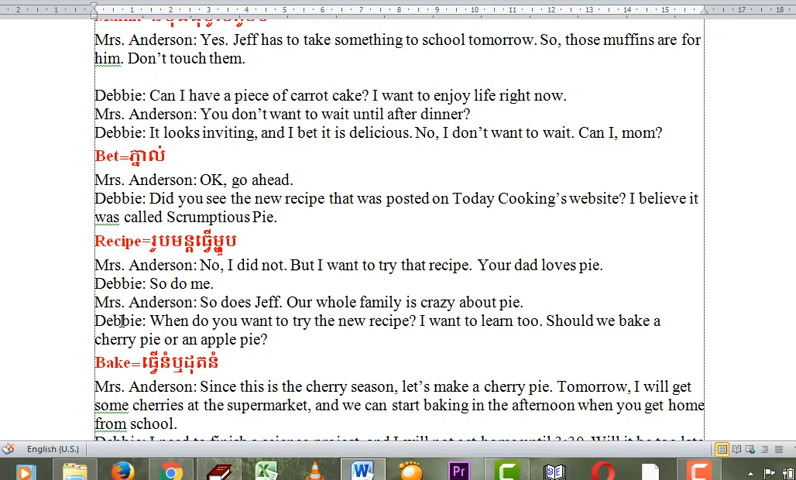 Mrs. Anderson: Yes. Jeff has to take something to school tomorrow. So, those muffins are for
him. Don't touch them.
Debbie: Can I have a piece of carrot cake? I want to enjoy life right now.
Mrs. Anderson: You don't want to wait until after dinner?
Debbie: It looks inviting, and I bet it is delicious. No, I don't want to wait. Can I, mom?
Bet=ភ្នាល់
Mrs. Anderson: OK, go ahead.
Debbie: Did you see the new recipe that was posted on Today Cooking's website? I believe it
was called Scrumptious Pie.
Recipe=រូបមន្តធ្វើម្ហូប
Mrs. Anderson: No, I did not. But I want to try that recipe. Your dad loves pie.
Debbie: So do me.
Mrs. Anderson: So does Jeff. Our whole family is crazy about pie.
Debbie: When do you want to try the new recipe? I want to learn too. Should we bake a
cherry pie or an apple pie?
Bake=ធ្វើនំឬដុតនំ
Mrs. Anderson: Since this is the cherry season, let's make a cherry pie. Tomorrow, I will get
some cherries at the supermarket, and we can start baking in the afternoon when you get home
from school.
English (U.S.)